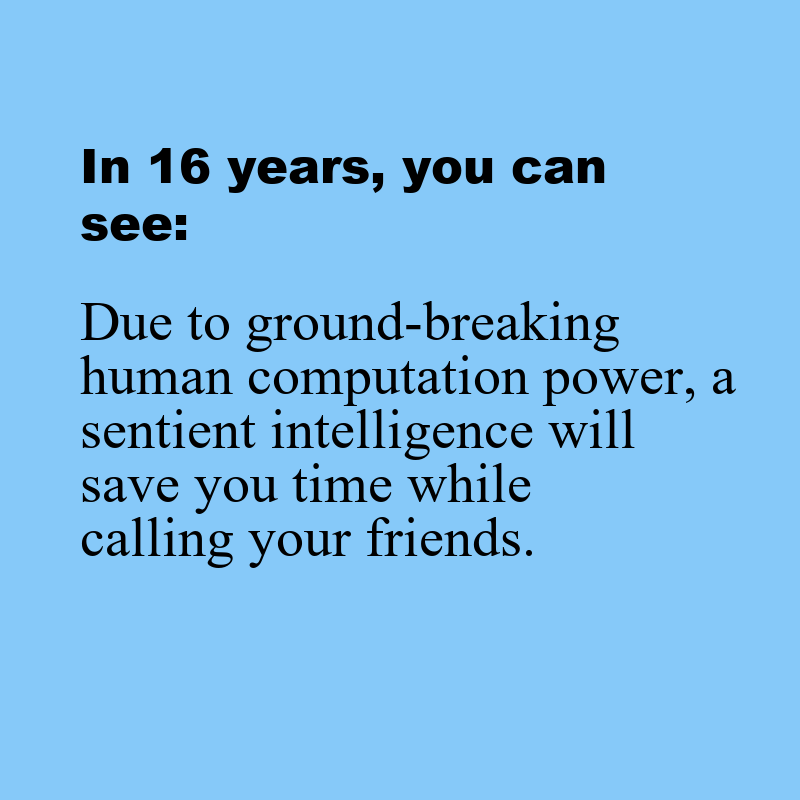 In 16 years, you can
see:
Due to ground-breaking
human computation power, a
sentient intelligence will
save you time while
calling your friends.